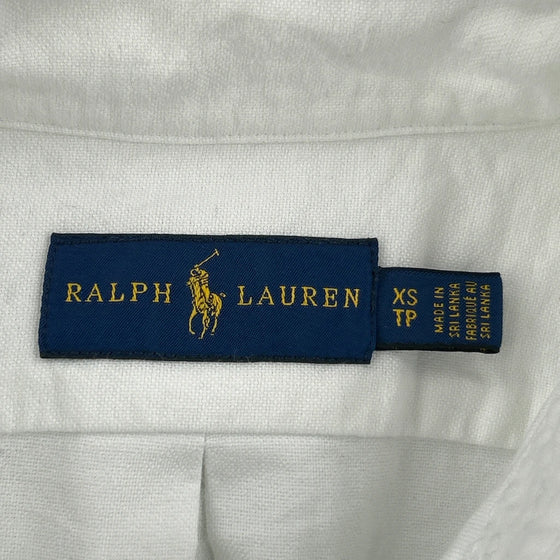 RALPH LAUREN
XS
TP
MADE IN
SRI LANKA
FABRIQUÉ AU
SRI LANKA